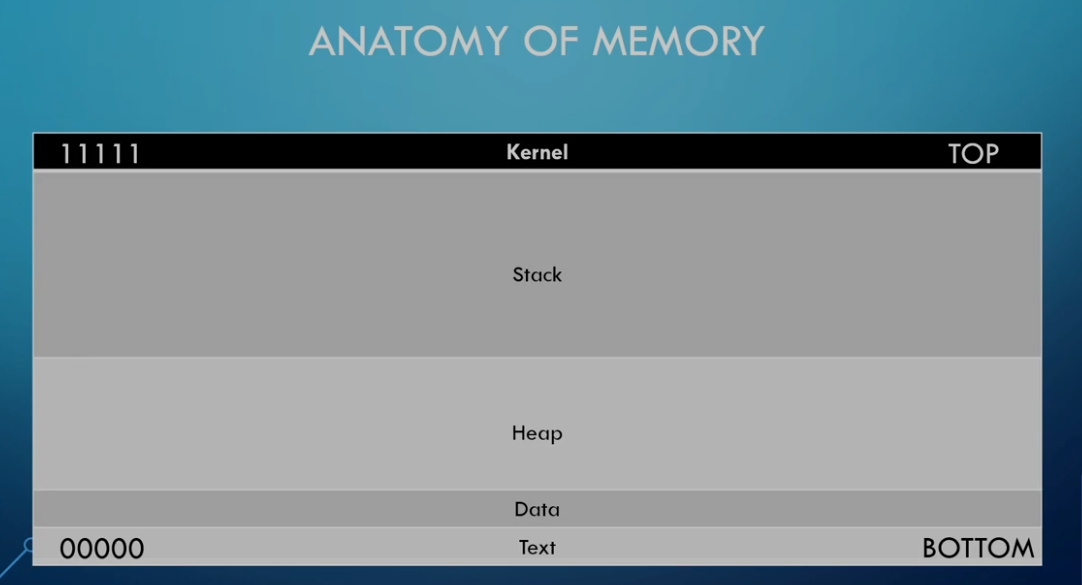 ANATOMY OF MEMORY
11111 Kernel TOP
Stack
Heap
Data
00000 Text BOTTOM